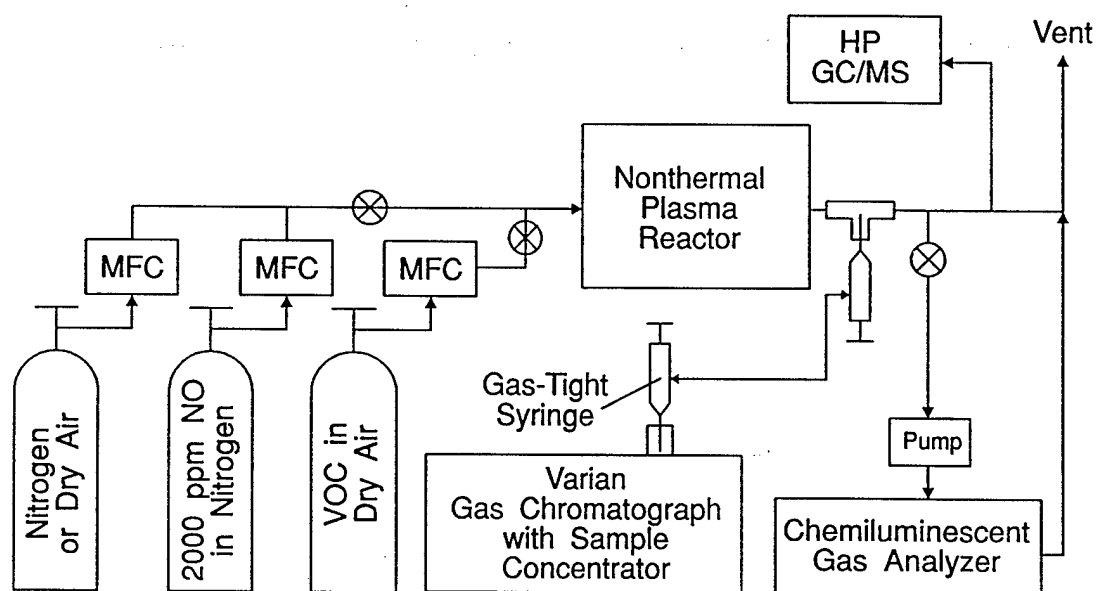 HP
GC/MS
Vent
Nonthermal
Plasma
Reactor
MFC
MFC
MFC
Nitrogen
or Dry Air
2000 ppm NO
in Nitrogen
VOC in
Dry Air
Gas-Tight
Syringe
Varian
Gas Chromatograph
with Sample
Concentrator
Pump
Chemiluminescent
Gas Analyzer